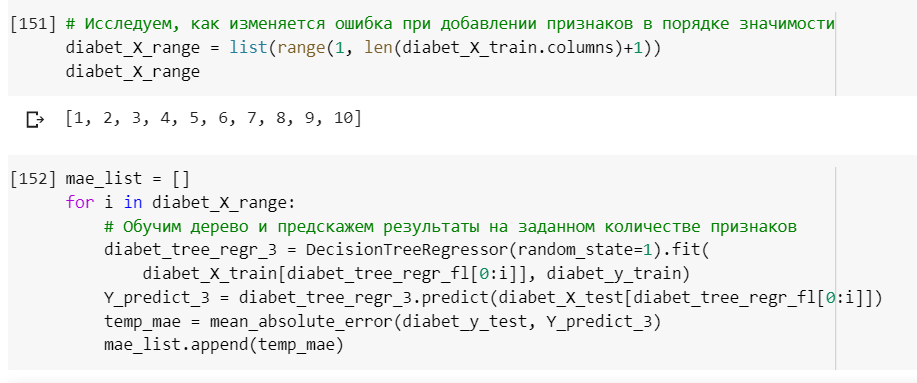 [151] # Исследуем, как изменяется ошибка при добавлении признаков в порядке значимости
diabet_X_range = list(range(1, len(diabet_X_train.columns)+1))
diabet_X_range
[1, 2, 3, 4, 5, 6, 7, 8, 9, 10]
[152] mae_list = []
for i in diabet_X_range:
# Обучим дерево и предскажем результаты на заданном количестве признаков
diabet_tree_regr_3 = DecisionTreeRegressor(random_state=1).fit(
diabet_X_train[diabet_tree_regr_fl[0:i]], diabet_y_train)
Y_predict_3 = diabet_tree_regr_3.predict(diabet_X_test[diabet_tree_regr_fl[0:i]])
temp_mae = mean_absolute_error(diabet_y_test, Y_predict_3)
mae_list.append(temp_mae)